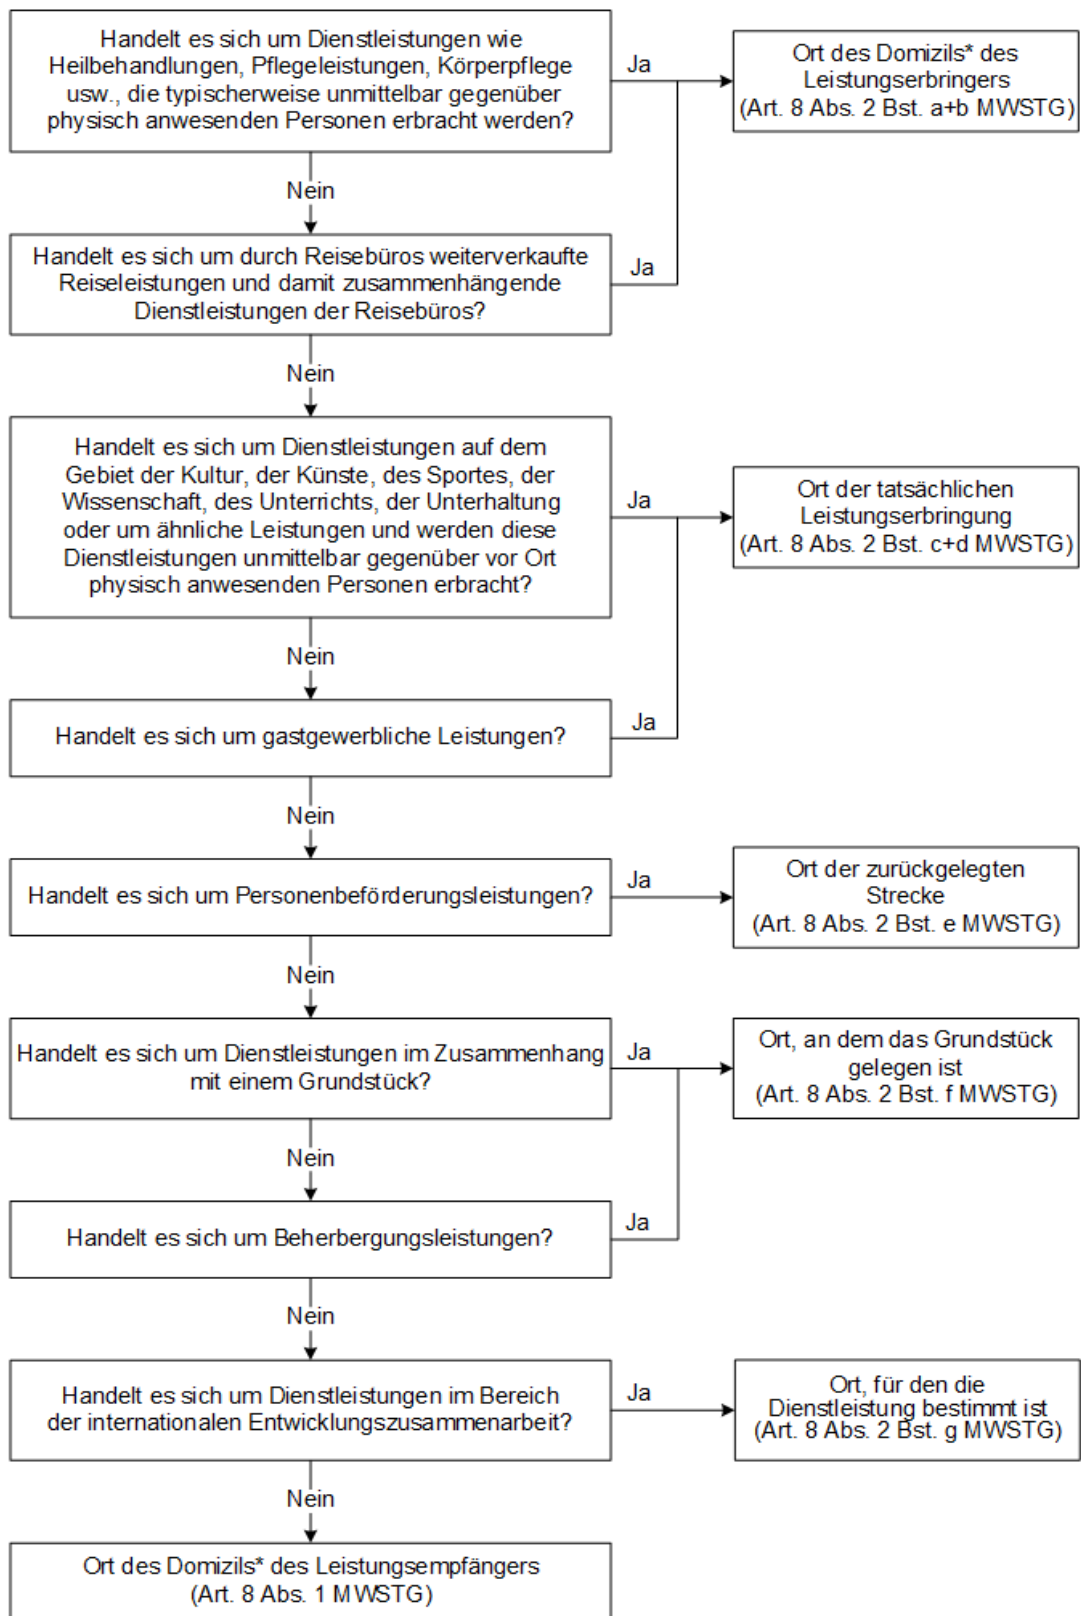 Handelt es sich um Dienstleistungen wie
Heilbehandlungen, Pflegeleistungen, Körperpflege
usw., die typischerweise unmittelbar gegenüber
physisch anwesenden Personen erbracht werden?
Ja
Ort des Domizils* des
Leistungserbringers
(Art. 8 Abs. 2 Bst. a+b MWSTG)
Nein
Handelt es sich um durch Reisebüros weiterverkaufte
Reiseleistungen und damit zusammenhängende
Dienstleistungen der Reisebüros?
Ja
Nein
Handelt es sich um Dienstleistungen auf dem
Gebiet der Kultur, der Künste, des Sportes, der
Wissenschaft, des Unterrichts, der Unterhaltung
oder um ähnliche Leistungen und werden diese
Dienstleistungen unmittelbar gegenüber vor Ort
physisch anwesenden Personen erbracht?
Ja
Ort der tatsächlichen
Leistungserbringung
(Art. 8 Abs. 2 Bst. c+d MWSTG)
Nein
Handelt es sich um gastgewerbliche Leistungen?
Ja
Nein
Handelt es sich um Personenbeförderungsleistungen?
Ja
Ort der zurückgelegten
Strecke
(Art. 8 Abs. 2 Bst. e MWSTG)
Nein
Handelt es sich um Dienstleistungen im Zusammenhang
mit einem Grundstück?
Ja
Ort, an dem das Grundstück
gelegen ist
(Art. 8 Abs. 2 Bst. f MWSTG)
Nein
Handelt es sich um Beherbergungsleistungen?
Ja
Nein
Handelt es sich um Dienstleistungen im Bereich
der internationalen Entwicklungszusammenarbeit?
Ja
Ort, für den die
Dienstleistung bestimmt ist
(Art. 8 Abs. 2 Bst. g MWSTG)
Nein
Ort des Domizils* des Leistungsempfängers
(Art. 8 Abs. 1 MWSTG)